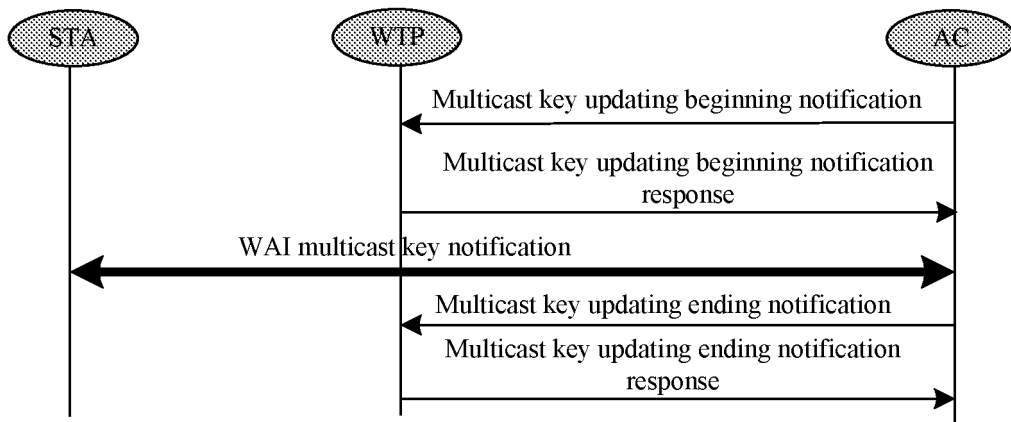 STA
WTP
AC
Multicast key updating beginning notification
Multicast key updating beginning notification
response
WAI multicast key notification
Multicast key updating ending notification
Multicast key updating ending notification
response